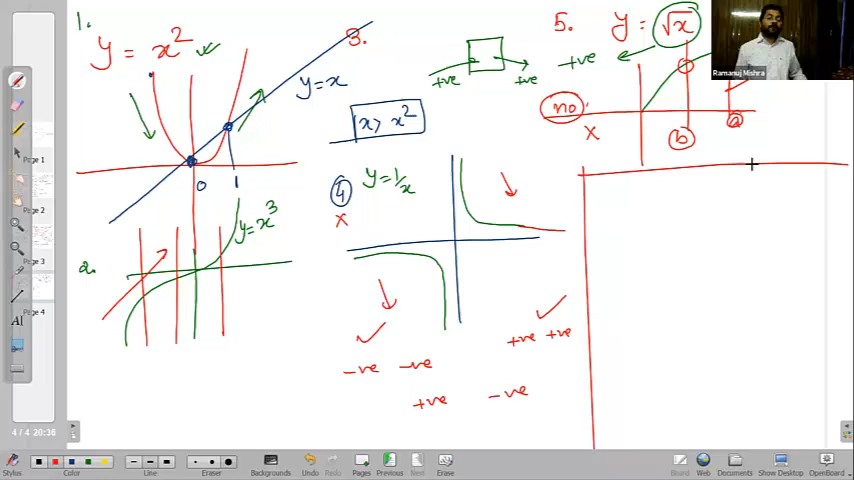 1.
y = x²
3.
y=x
0
1
x > x²
2.
y=x³
+ve
+ve
4
y=1/x
x
-ve -ve
+ve +ve
+ve -ve
5. y = √x
+ve
no
x
b
a
Ramanuj Mishra
Page 1
Page 2
Page 3
Page 4
4 / 4 20:36
Stylus
Color
Line
Eraser
Backgrounds
Undo
Redo
Pages
Previous
Next
Erase
Board
Web
Documents
Show Desktop
OpenBoard